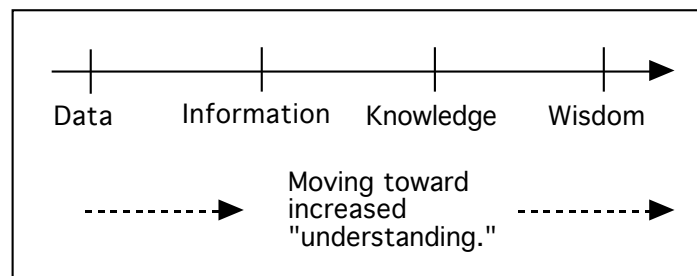 Data Information Knowledge Wisdom
Moving toward
increased
"understanding."